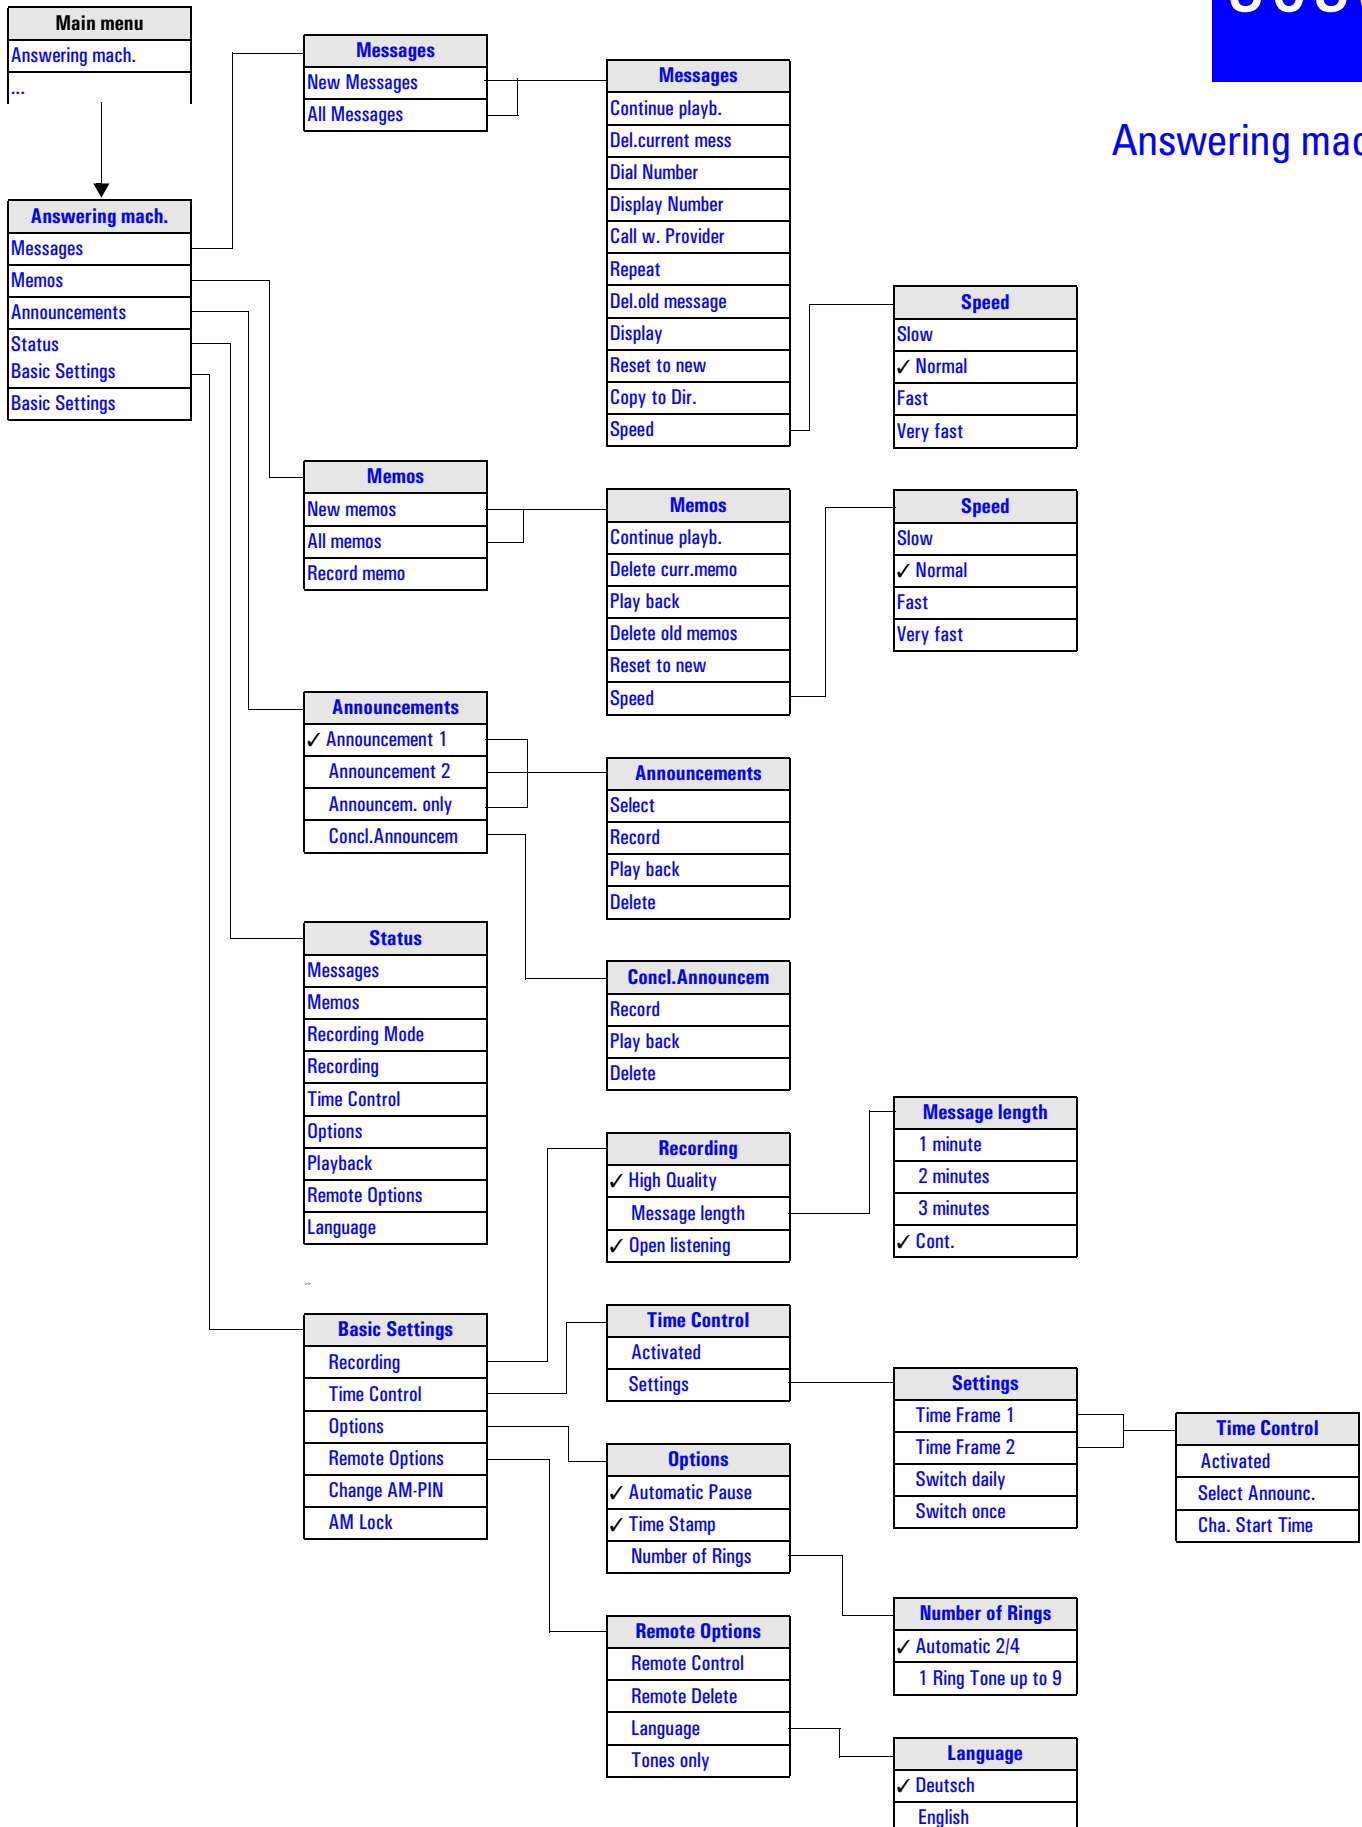 Main menu
Answering mach.
...
Answering mach.
Messages
Memos
Announcements
Status
Basic Settings
Basic Settings
Messages
New Messages
All Messages
Messages
Continue playb.
Del.current mess
Dial Number
Display Number
Call w. Provider
Repeat
Del.old message
Display
Reset to new
Copy to Dir.
Speed
Speed
Slow
✓ Normal
Fast
Very fast
Memos
New memos
All memos
Record memo
Memos
Continue playb.
Delete curr.memo
Play back
Delete old memos
Reset to new
Speed
Speed
Slow
✓ Normal
Fast
Very fast
Announcements
✓ Announcement 1
Announcement 2
Announcem. only
Concl.Announcem
Announcements
Select
Record
Play back
Delete
Concl.Announcem
Record
Play back
Delete
Status
Messages
Memos
Recording Mode
Recording
Time Control
Options
Playback
Remote Options
Language
>>
Basic Settings
Recording
Time Control
Options
Remote Options
Change AM-PIN
AM Lock
Recording
✓ High Quality
Message length
✓ Open listening
Message length
1 minute
2 minutes
3 minutes
✓ Cont.
Time Control
Activated
Settings
Settings
Time Frame 1
Time Frame 2
Switch daily
Switch once
Time Control
Activated
Select Announc.
Cha. Start Time
Options
✓ Automatic Pause
✓ Time Stamp
Number of Rings
Number of Rings
✓ Automatic 2/4
1 Ring Tone up to 9
Remote Options
Remote Control
Remote Delete
Language
Tones only
Language
✓ Deutsch
English
Answering mac